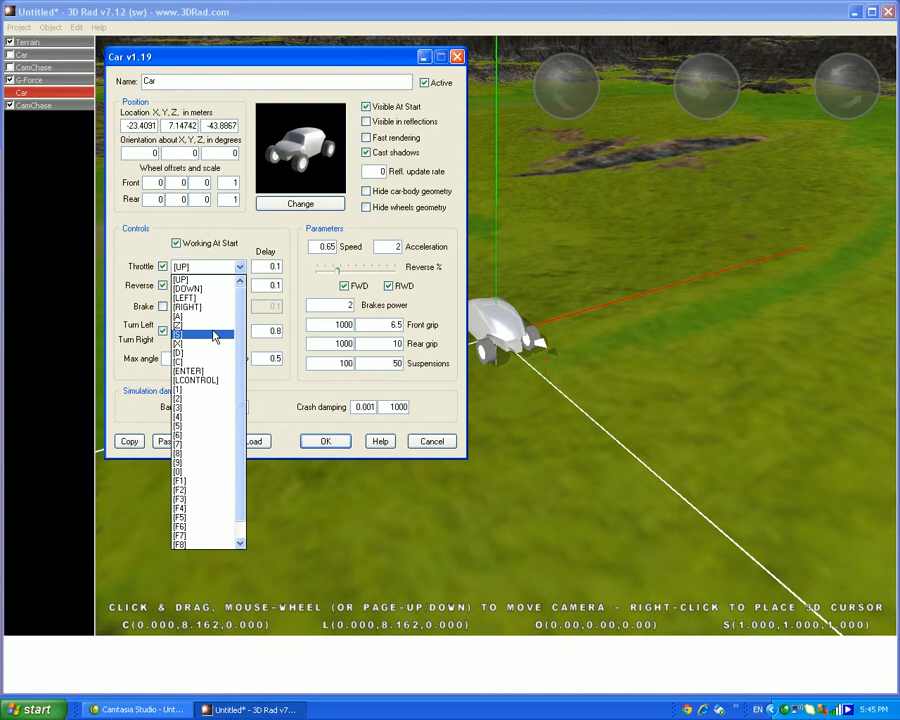 Untitled* - 3D Rad v7.12 (sw) - www.3DRad.com
Project Object Edit Help
Terrain
Car
CamChase
G-Force
Car
CamChase
Car v1.19
Name: Car Active
Position
Location X, Y, Z, in meters
-23.4091 7.14742 -43.8867
Orientation about X, Y, Z, in degrees
0 0 0
Wheel offsets and scale
Front 0 0 0 1
Rear 0 0 0 1
Change
Visible At Start
Visible in reflections
Fast rendering
Cast shadows
0 Refl. update rate
Hide car-body geometry
Hide wheels geometry
Controls
Working At Start
Delay
Throttle [UP] 0.1
Reverse 0.1
Brake 0.1
Turn Left
Turn Right
0.8
Max angle 0.5
[UP]
[DOWN]
[LEFT]
[RIGHT]
[A]
[Z]
[S]
[X]
[D]
[C]
[ENTER]
[LCONTROL]
[1]
[2]
[3]
[4]
[5]
[6]
[7]
[8]
[9]
[0]
[F1]
[F2]
[F3]
[F4]
[F5]
[F6]
[F7]
[F8]
Parameters
0.65 Speed 2 Acceleration
Reverse %
FWD RWD
2 Brakes power
1000 6.5 Front grip
1000 10 Rear grip
100 50 Suspensions
Simulation da
Ba
Crash damping 0.001 1000
Copy Pas Load OK Help Cancel
CLICK & DRAG, MOUSE-WHEEL (OR PAGE-UP DOWN) TO MOVE CAMERA - RIGHT-CLICK TO PLACE 3D CURSOR
C(0.000,8.162,0.000) L(0.000,8.162,0.000) O(0.00,0.00,0.00) S(1.000,1.000,1.000)
start Camtasia Studio - Unt... Untitled* - 3D Rad v7... EN 5:45 PM